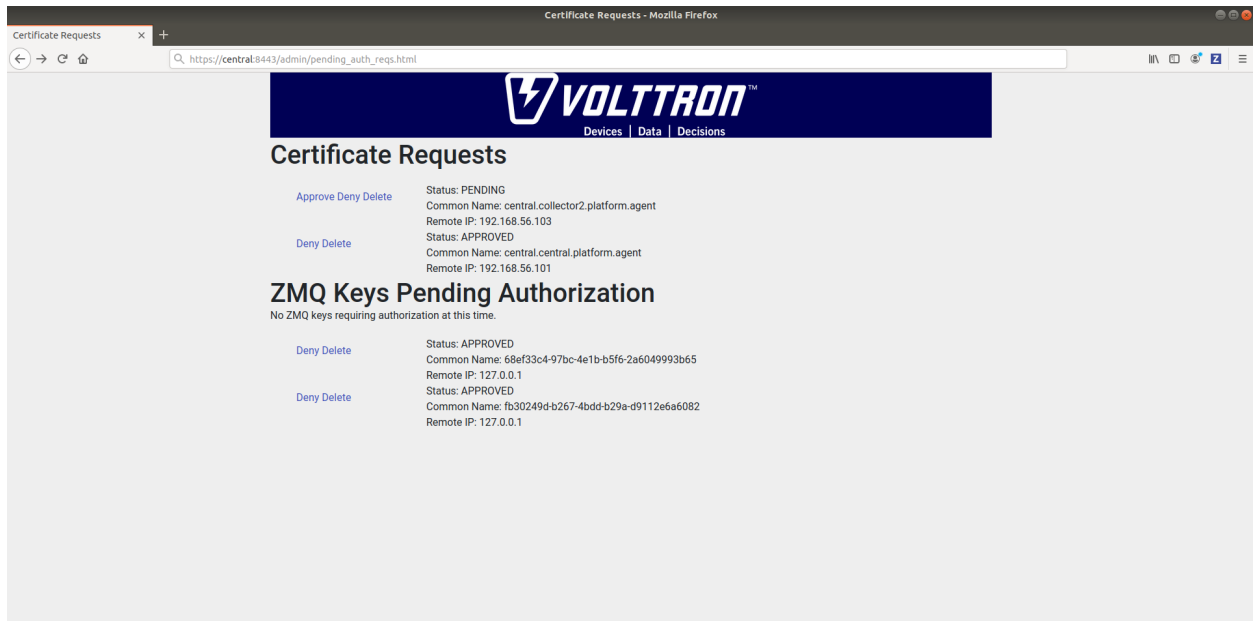 Certificate Requests - Mozilla Firefox
Certificate Requests
https://central:8443/admin/pending_auth_reqs.html
Z
VOLTTRON™
Devices | Data | Decisions
Certificate Requests
Approve Deny Delete
Status: PENDING
Common Name: central.collector2.platform.agent
Remote IP: 192.168.56.103
Deny Delete
Status: APPROVED
Common Name: central.central.platform.agent
Remote IP: 192.168.56.101
ZMQ Keys Pending Authorization
No ZMQ keys requiring authorization at this time.
Deny Delete
Status: APPROVED
Common Name: 68ef33c4-97bc-4e1b-b5f6-2a6049993b65
Remote IP: 127.0.0.1
Deny Delete
Status: APPROVED
Common Name: fb30249d-b267-4bdd-b29a-d9112e6a6082
Remote IP: 127.0.0.1